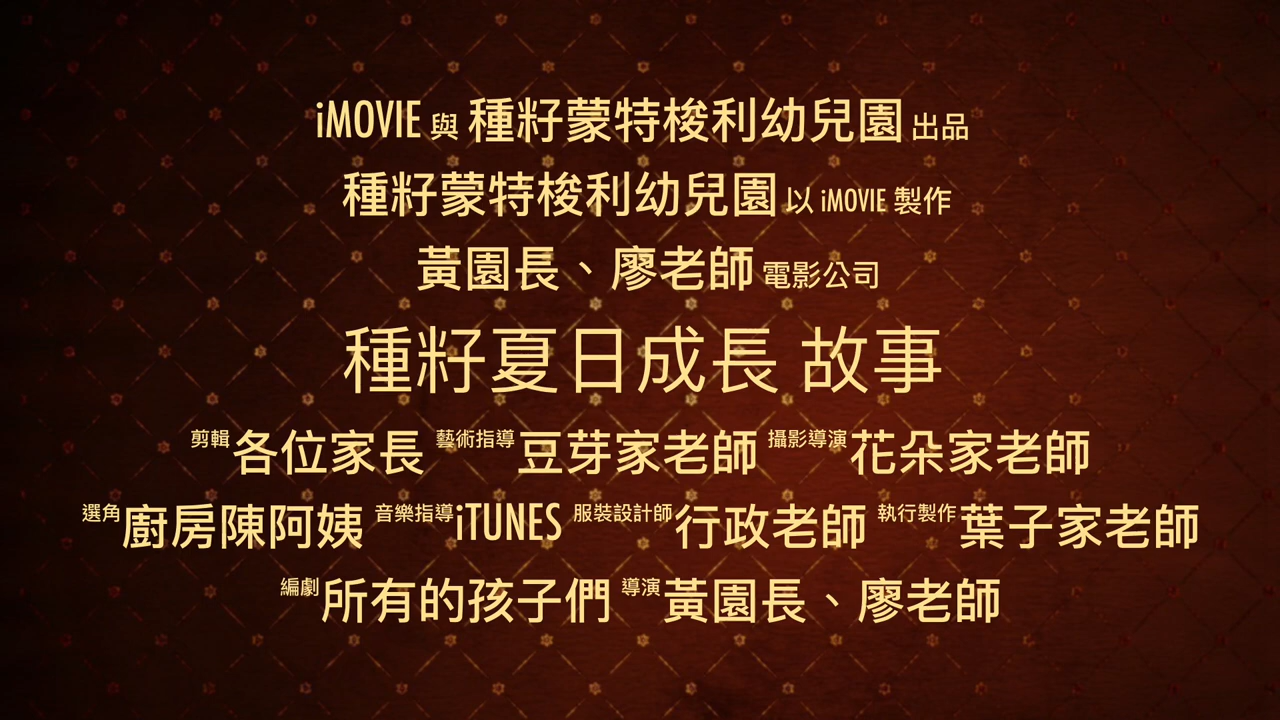 iMOVIE 與 種籽蒙特梭利幼兒園 出品
種籽蒙特梭利幼兒園 以 iMOVIE 製作
黃園長、廖老師 電影公司
種籽夏日成長 故事
剪輯 各位家長 藝術指導 豆芽家老師 攝影導演 花朵家老師
選角 廚房陳阿姨 音樂指導 iTUNES 服裝設計師 行政老師 執行製作 葉子家老師
編劇 所有的孩子們 導演 黃園長、廖老師